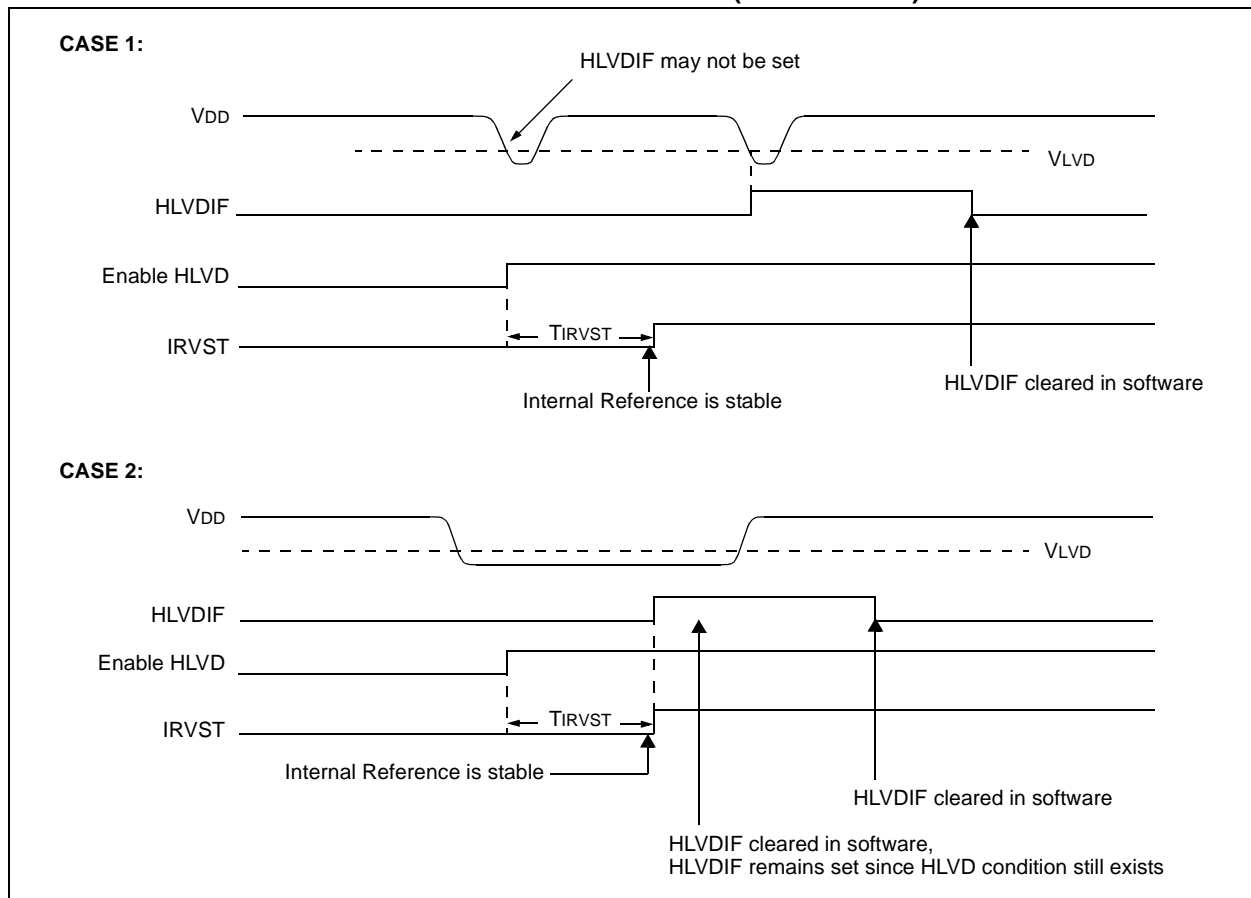 CASE 1:
HLVDIF may not be set
VDD
VLVD
HLVDIF
Enable HLVD
TIRVST
IRVST
HLVDIF cleared in software
Internal Reference is stable
CASE 2:
VDD
VLVD
HLVDIF
Enable HLVD
TIRVST
IRVST
Internal Reference is stable
HLVDIF cleared in software
HLVDIF cleared in software,
HLVDIF remains set since HLVD condition still exists